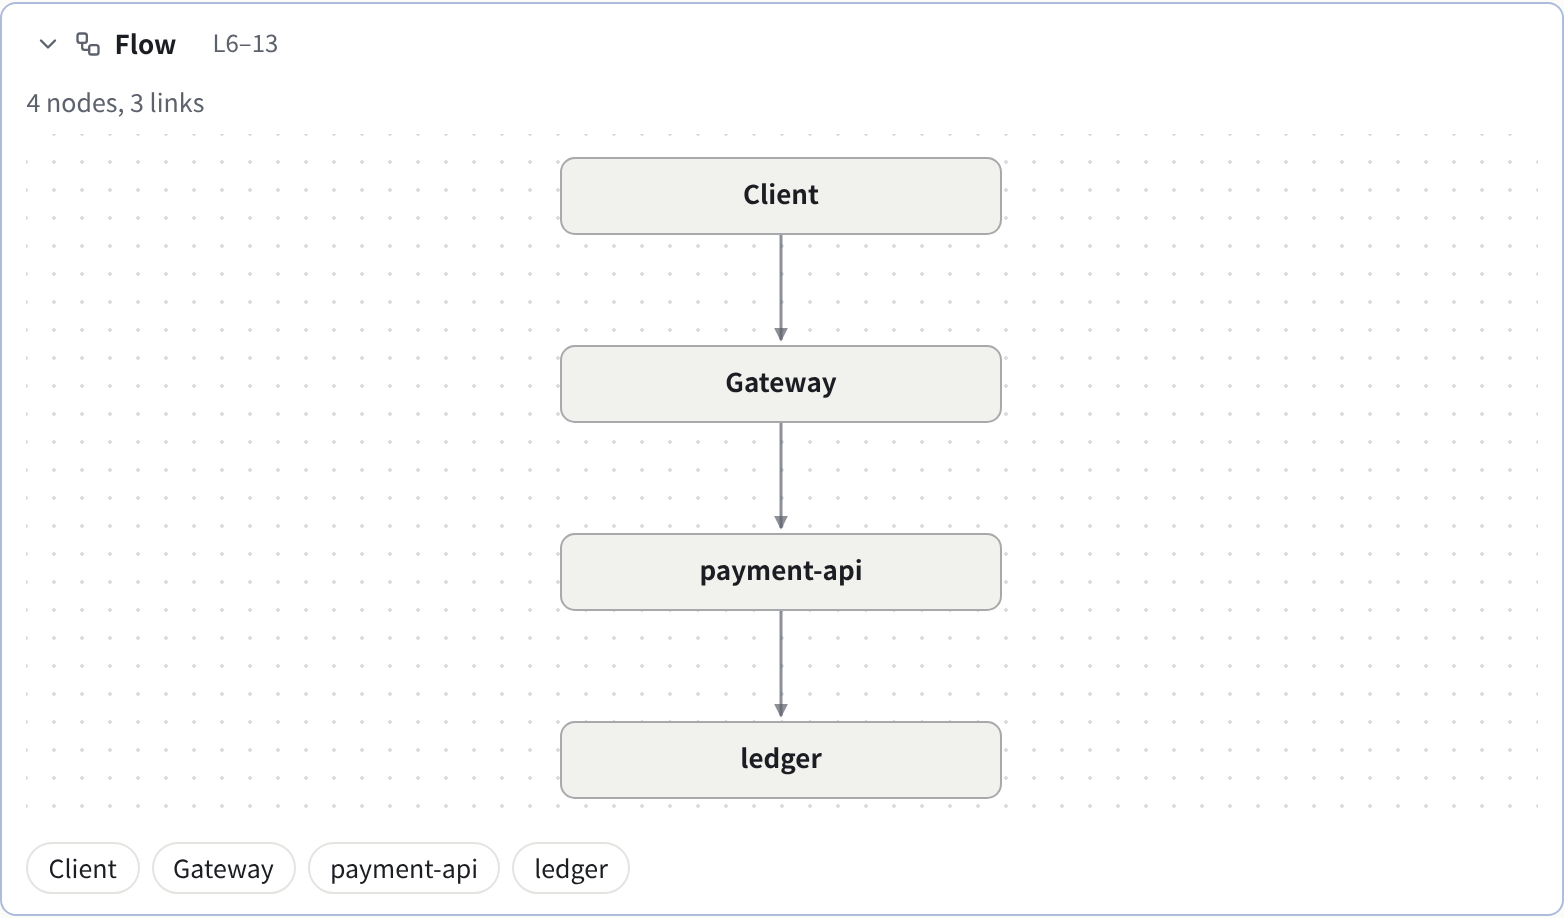 Flow L6–13
4 nodes, 3 links
Client
Gateway
payment-api
ledger
Client Gateway payment-api ledger